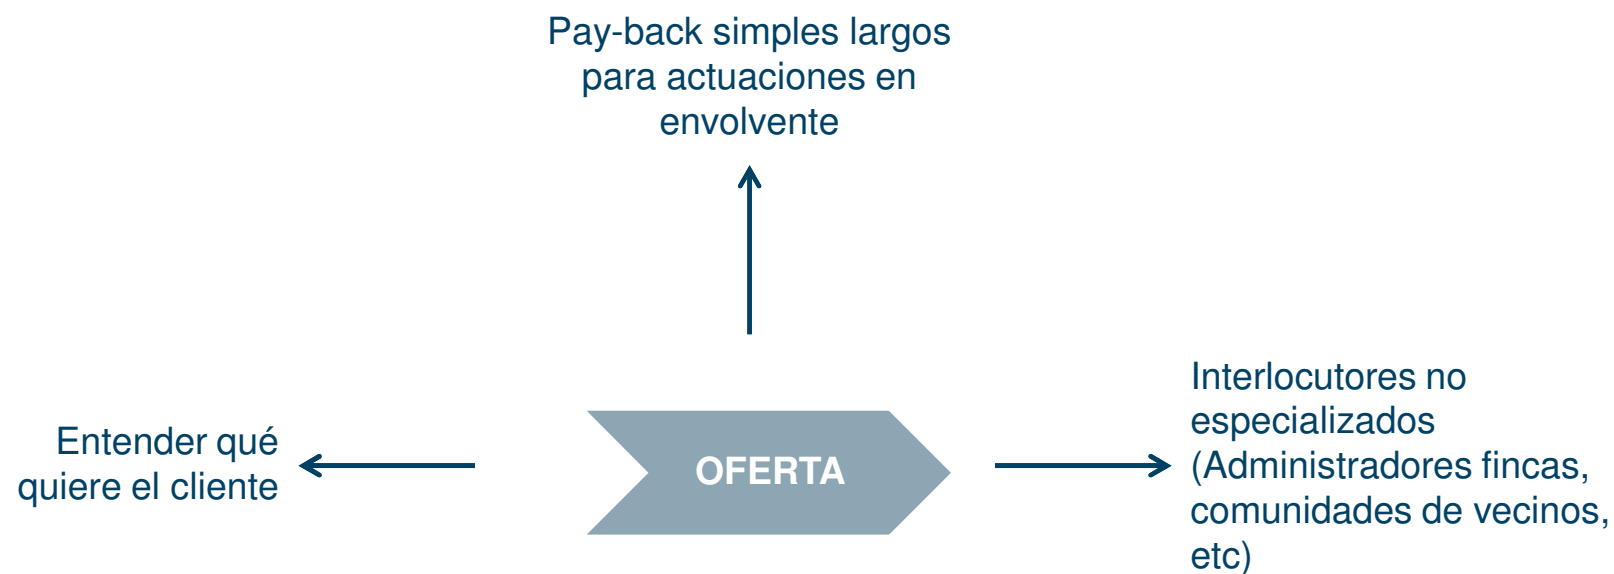 Pay-back simples largos
para actuaciones en
envolvente
Entender qué
quiere el cliente
OFERTA
Interlocutores no
especializados
(Administradores fincas,
comunidades de vecinos,
etc)